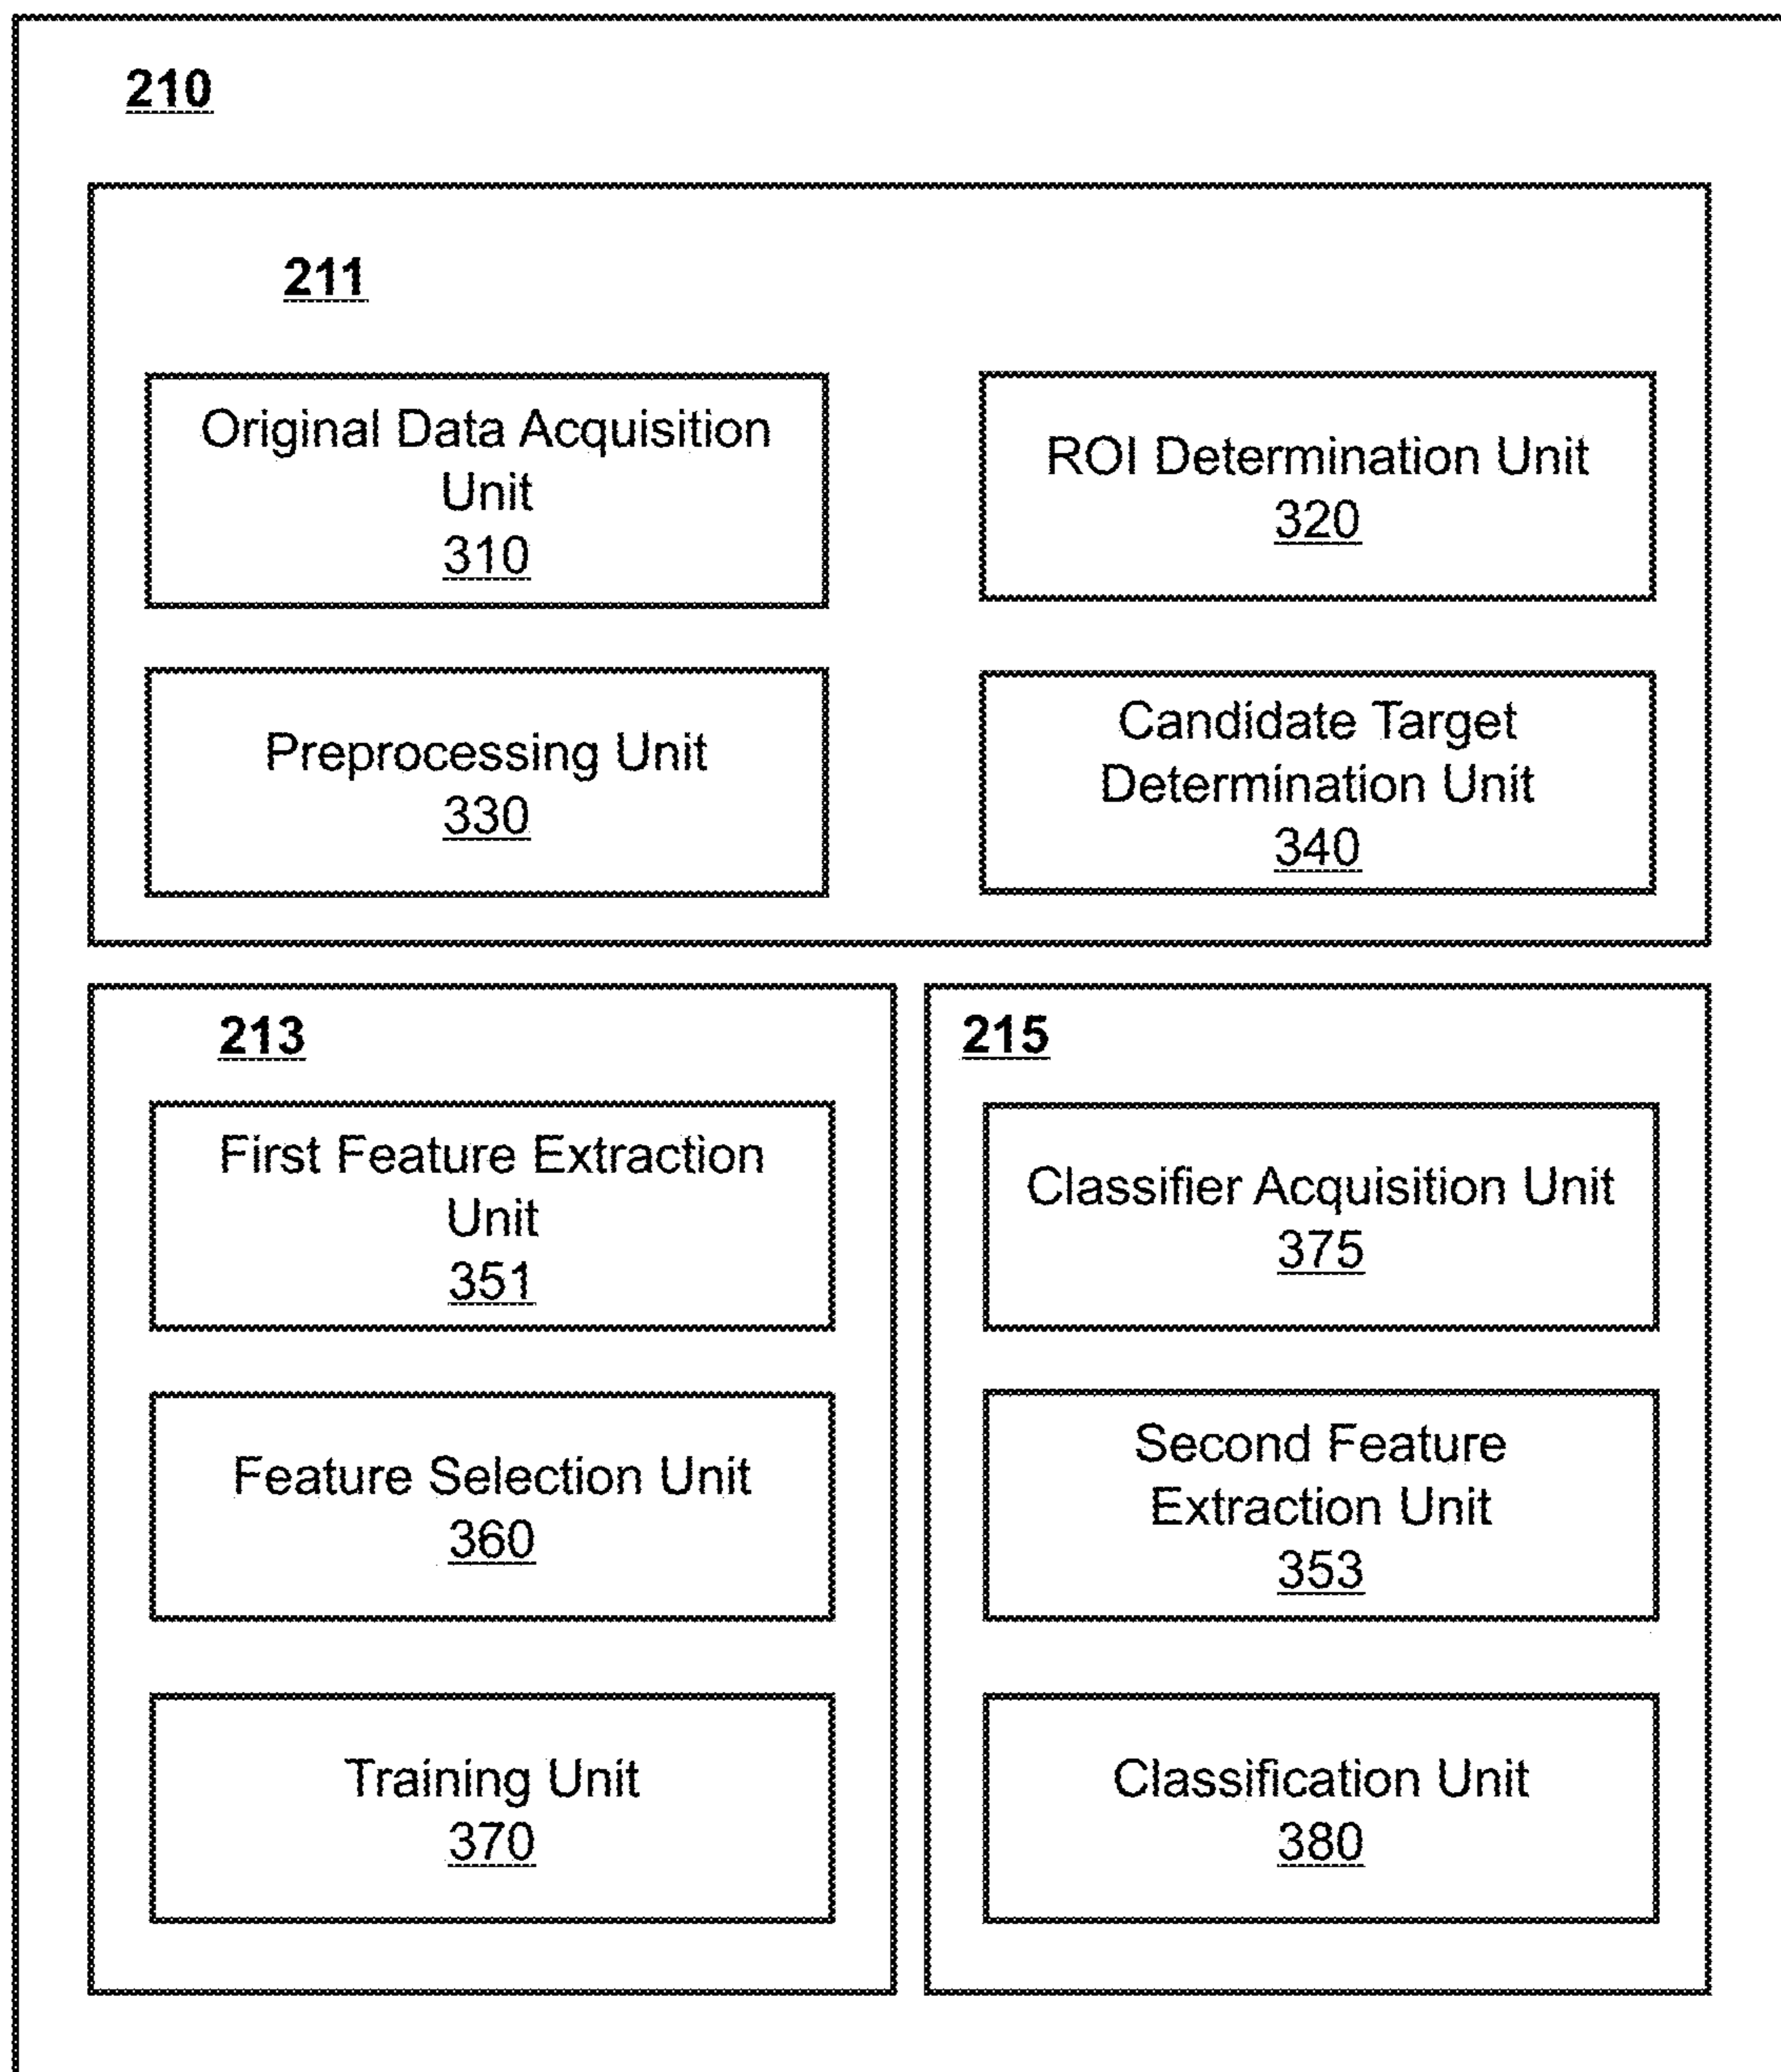 210
211
Original Data Acquisition
Unit
310
ROI Determination Unit
320
Preprocessing Unit
330
Candidate Target
Determination Unit
340
213
First Feature Extraction
Unit
351
Feature Selection Unit
360
Training Unit
370
215
Classifier Acquisition Unit
375
Second Feature
Extraction Unit
353
Classification Unit
380